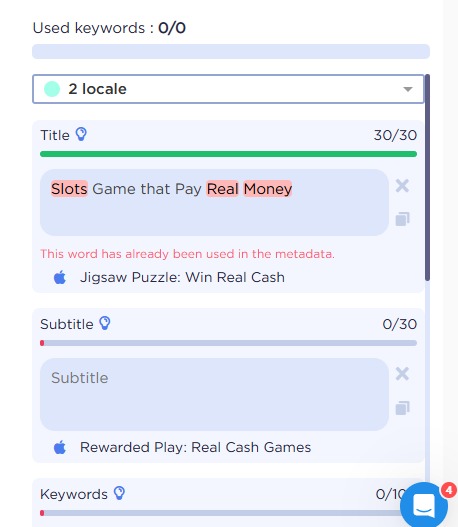 Used keywords : 0/0
2 locale
Title 30/30
Slots Game that Pay Real Money
This word has already been used in the metadata.
Jigsaw Puzzle: Win Real Cash
Subtitle 0/30
Subtitle
Rewarded Play: Real Cash Games
4
Keywords 0/10